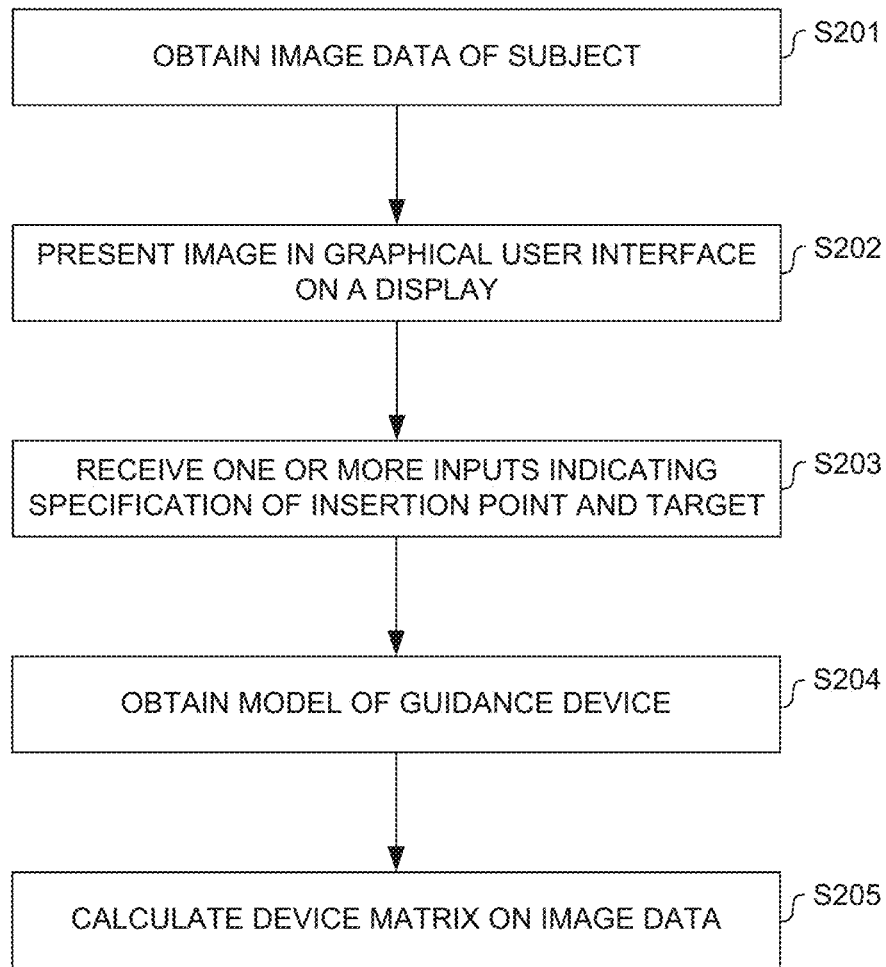 OBTAIN IMAGE DATA OF SUBJECT
S201
PRESENT IMAGE IN GRAPHICAL USER INTERFACE
ON A DISPLAY
S202
RECEIVE ONE OR MORE INPUTS INDICATING
SPECIFICATION OF INSERTION POINT AND TARGET
S203
OBTAIN MODEL OF GUIDANCE DEVICE
S204
CALCULATE DEVICE MATRIX ON IMAGE DATA
S205